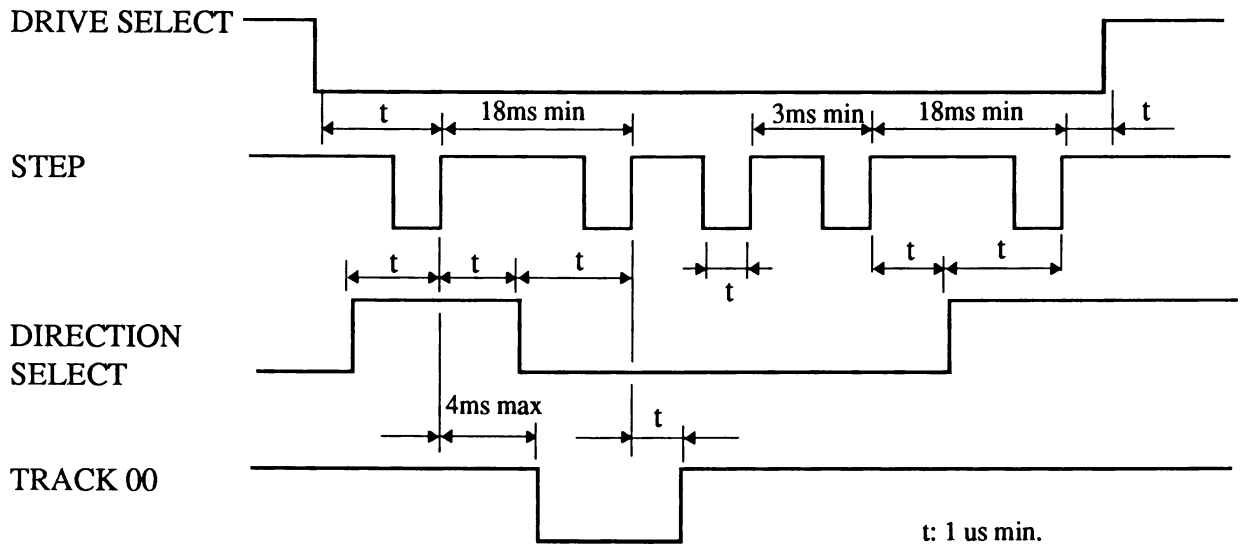 DRIVE SELECT
t
18ms min
3ms min
18ms min
t
STEP
t
t
t
t
t
t
DIRECTION
SELECT
4ms max
t
TRACK 00
t: 1 us min.